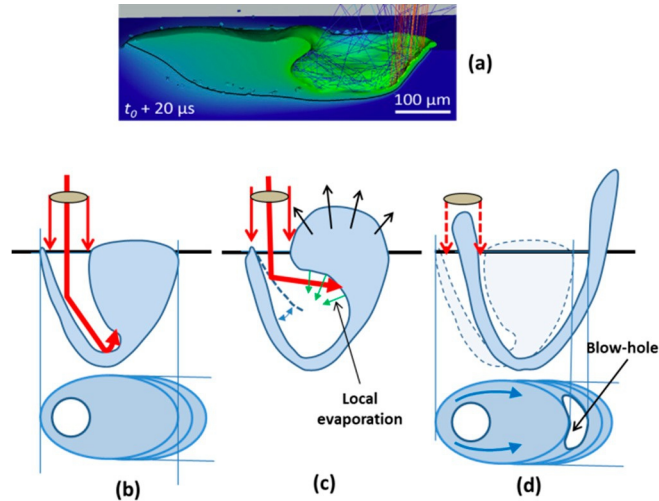 (a)
t₀ + 20 µs
100 µm
Local
evaporation
Blow-hole
(b)
(c)
(d)